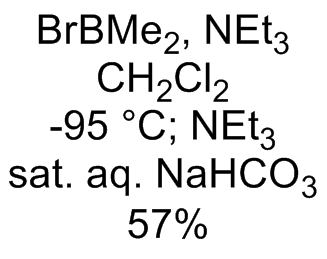 BrBMe₂, NEt₃
CH₂Cl₂
-95 °C; NEt₃
sat. aq. NaHCO₃
57%